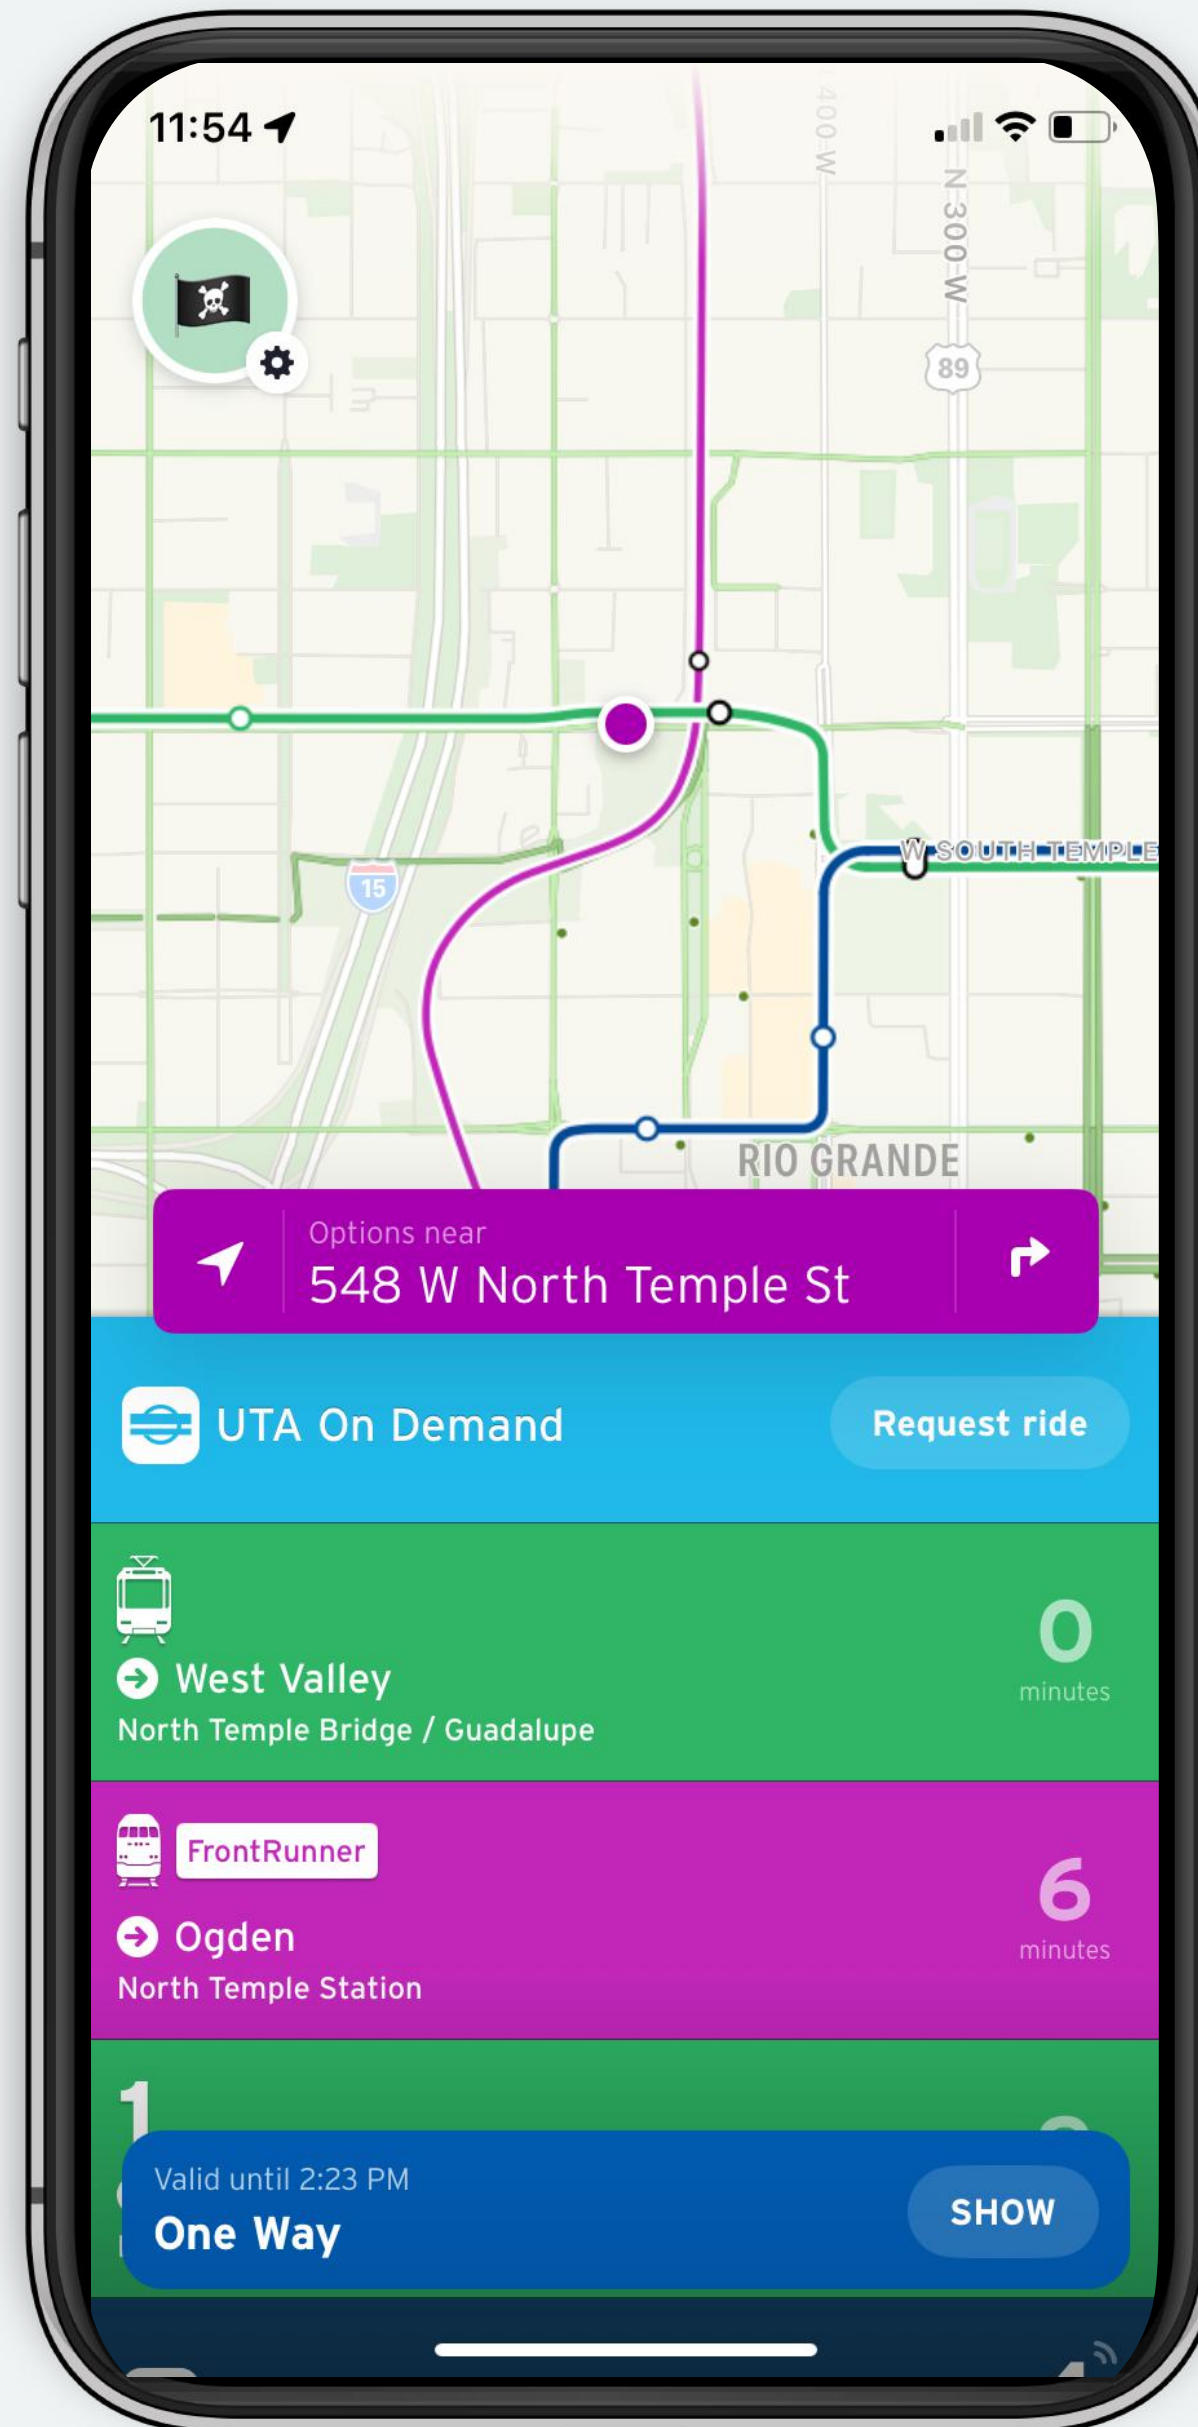 11:54
400 W
N 300 W
89
15
W SOUTH TEMPLE
RIO GRANDE
Options near
548 W North Temple St
UTA On Demand
Request ride
West Valley
North Temple Bridge / Guadalupe
0
minutes
FrontRunner
Ogden
North Temple Station
6
minutes
1
Valid until 2:23 PM
One Way
SHOW